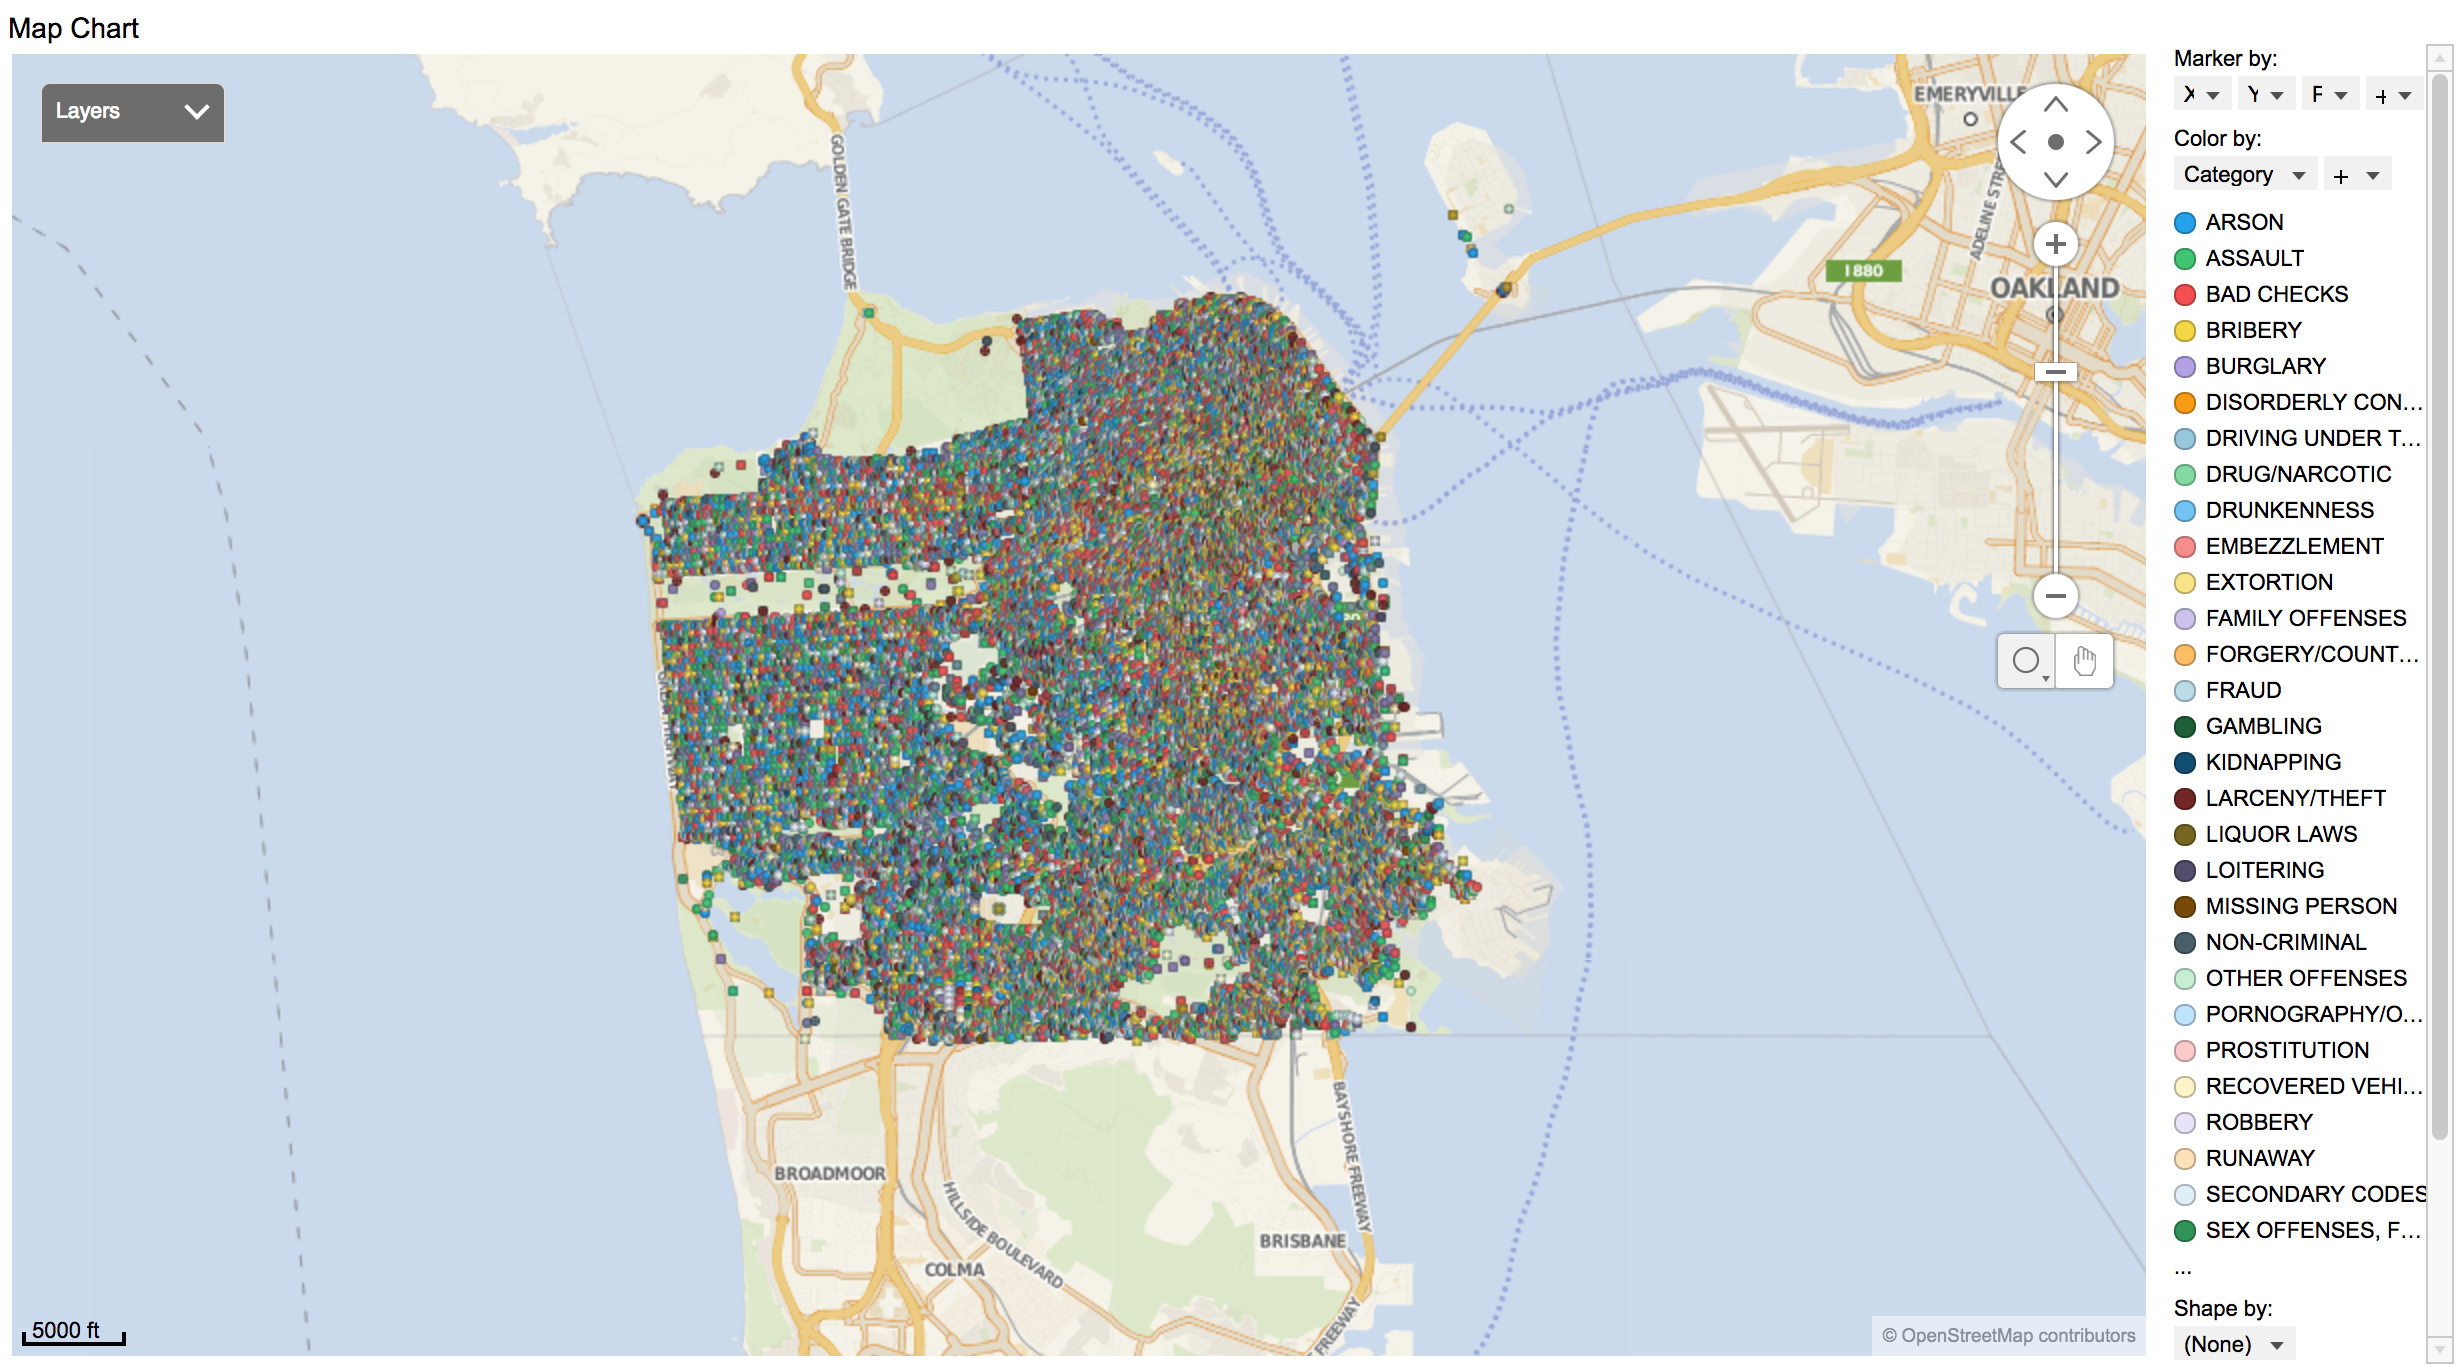 Map Chart
Layers
GOLDEN GATE BRIDGE
EMERYVILLE
I 880
OAKLAND
BROADMOOR
HILLSIDE BOULEVARD
COLMA
BAYSHORE FREEWAY
BRISBANE
FREEWAY
5000 ft
© OpenStreetMap contributors
Marker by:
X Y F +
Color by:
Category +
ARSON
ASSAULT
BAD CHECKS
BRIBERY
BURGLARY
DISORDERLY CON...
DRIVING UNDER T...
DRUG/NARCOTIC
DRUNKENNESS
EMBEZZLEMENT
EXTORTION
FAMILY OFFENSES
FORGERY/COUNT...
FRAUD
GAMBLING
KIDNAPPING
LARCENY/THEFT
LIQUOR LAWS
LOITERING
MISSING PERSON
NON-CRIMINAL
OTHER OFFENSES
PORNOGRAPHY/O...
PROSTITUTION
RECOVERED VEHI...
ROBBERY
RUNAWAY
SECONDARY CODES
SEX OFFENSES, F...
...
Shape by:
(None)